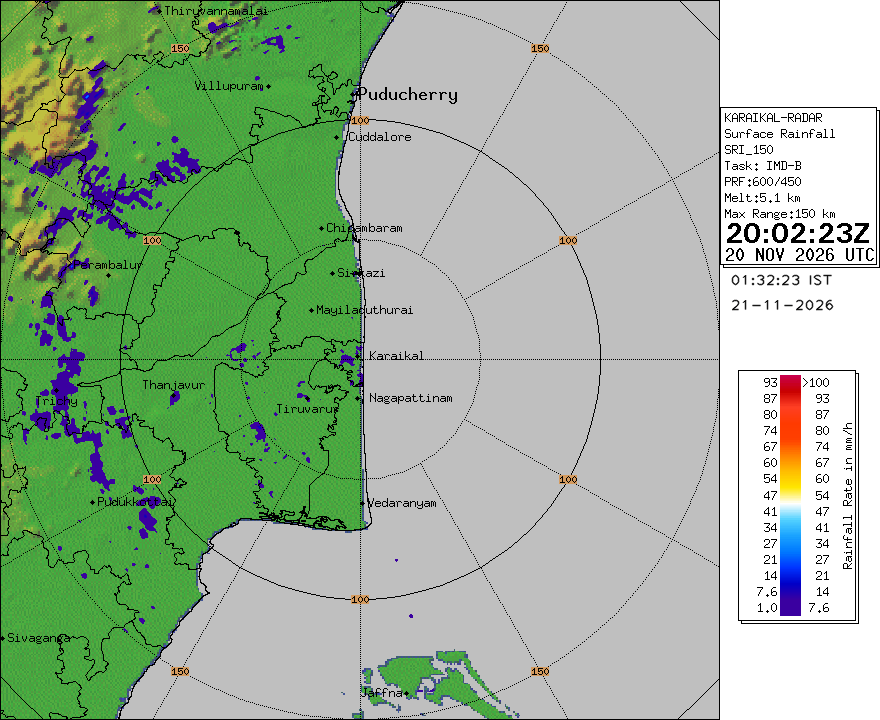 Thiruvannamalai
150
150
Villupuram
Puducherry
100
Cuddalore
Chidambaram
100
100
Perambalur
Sirkazi
Mayiladuthurai
Karaikal
Thanjavur
Trichy
Tiruvarur
Nagapattinam
100
100
Pudukkottai
Vedaranyam
100
Sivaganga
150
150
Jaffna
KARAIKAL-RADAR
Surface Rainfall
SRI_150
Task: IMD-B
PRF:600/450
Melt:5.1 km
Max Range:150 km
20:02:23Z
20 NOV 2026 UTC
01:32:23 IST
21-11-2026
93 >100
87 93
80 87
74 80
67 74
60 67
54 60
47 54
41 47
34 41
27 34
21 27
14 21
7.6 14
1.0 7.6
Rainfall Rate in mm/h